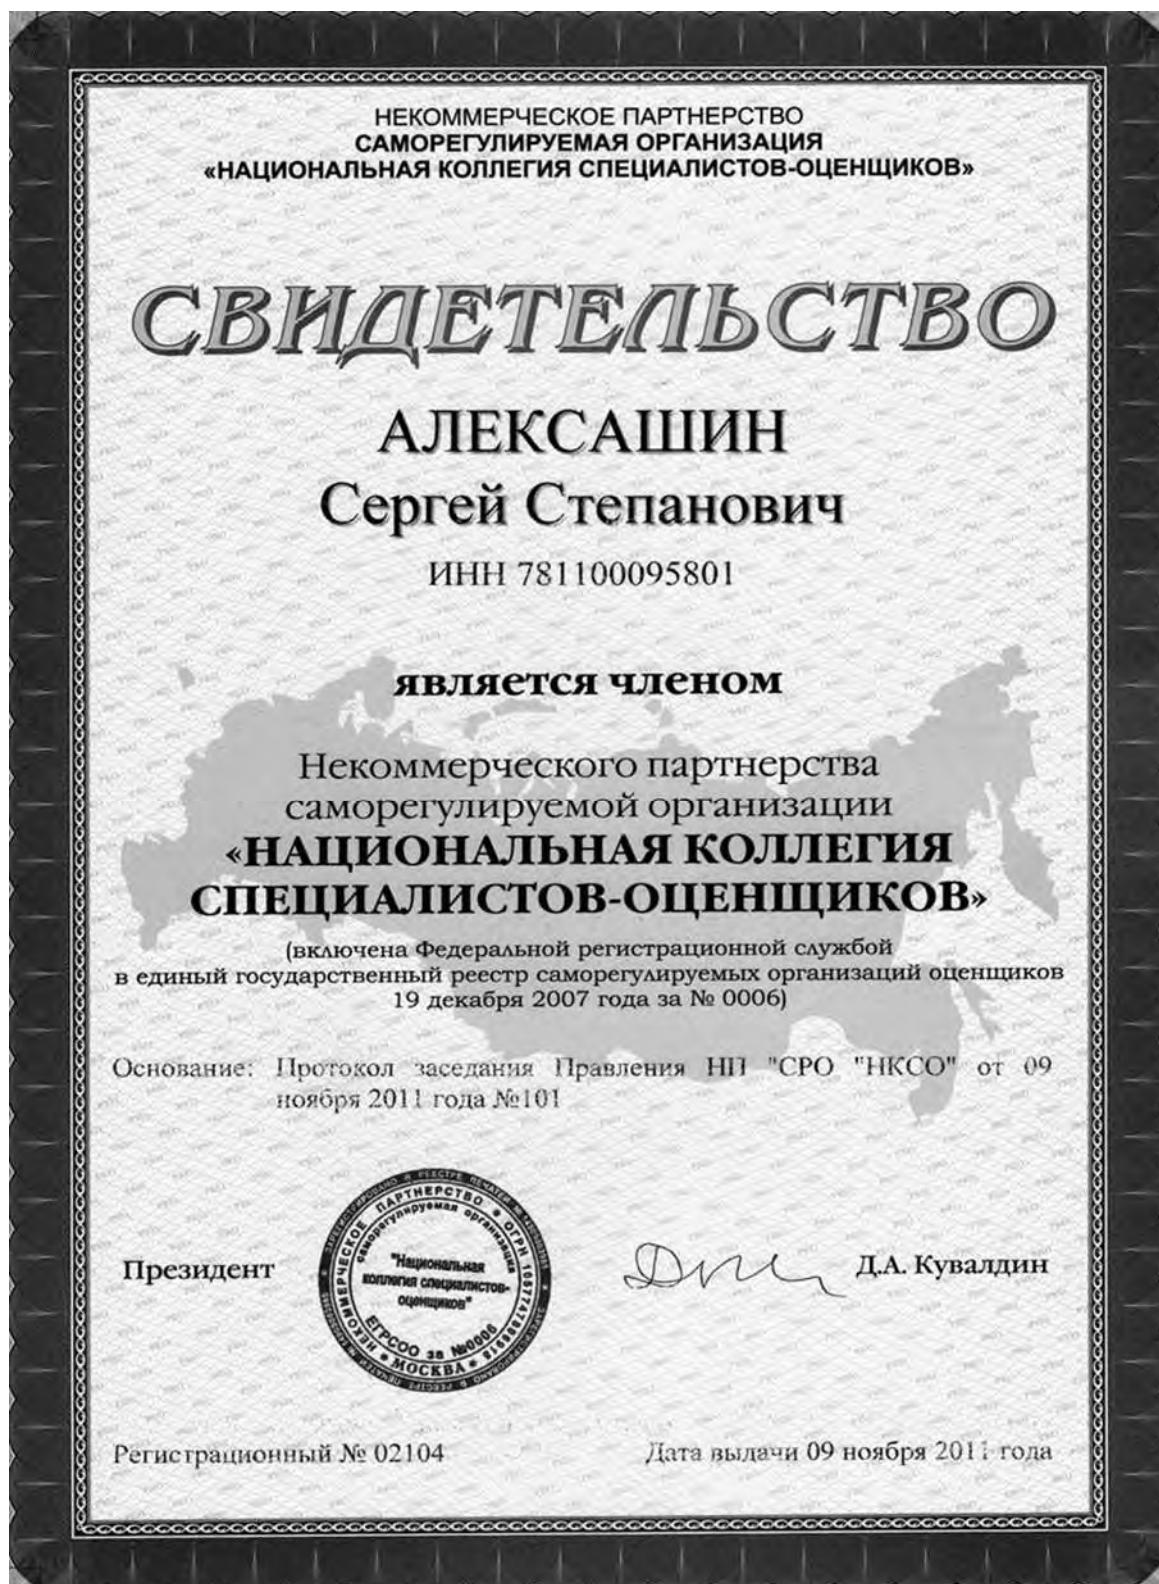 НЕКОММЕРЧЕСКОЕ ПАРТНЕРСТВО
САМОРЕГУЛИРУЕМАЯ ОРГАНИЗАЦИЯ
«НАЦИОНАЛЬНАЯ КОЛЛЕГИЯ СПЕЦИАЛИСТОВ-ОЦЕНЩИКОВ»
СВИДЕТЕЛЬСТВО
АЛЕКСАШИН
Сергей Степанович
ИНН 781100095801
является членом
Некоммерческого партнерства
саморегулируемой организации
«НАЦИОНАЛЬНАЯ КОЛЛЕГИЯ
СПЕЦИАЛИСТОВ-ОЦЕНЩИКОВ»
(включена Федеральной регистрационной службой
в единый государственный реестр саморегулируемых организаций оценщиков
19 декабря 2007 года за № 0006)
Основание: Протокол заседания Правления НП "СРО "НКСО" от 09
ноября 2011 года №101
НЕКОММЕРЧЕСКОЕ ПАРТНЕРСТВО • ОГРН
саморегулируемая организация
"Национальная
коллегия специалистов-
оценщиков"
ЕГРСОО за №0006
• МОСКВА •
Президент
Д.А. Кувалдин
Регистрационный № 02104
Дата выдачи 09 ноября 2011 года